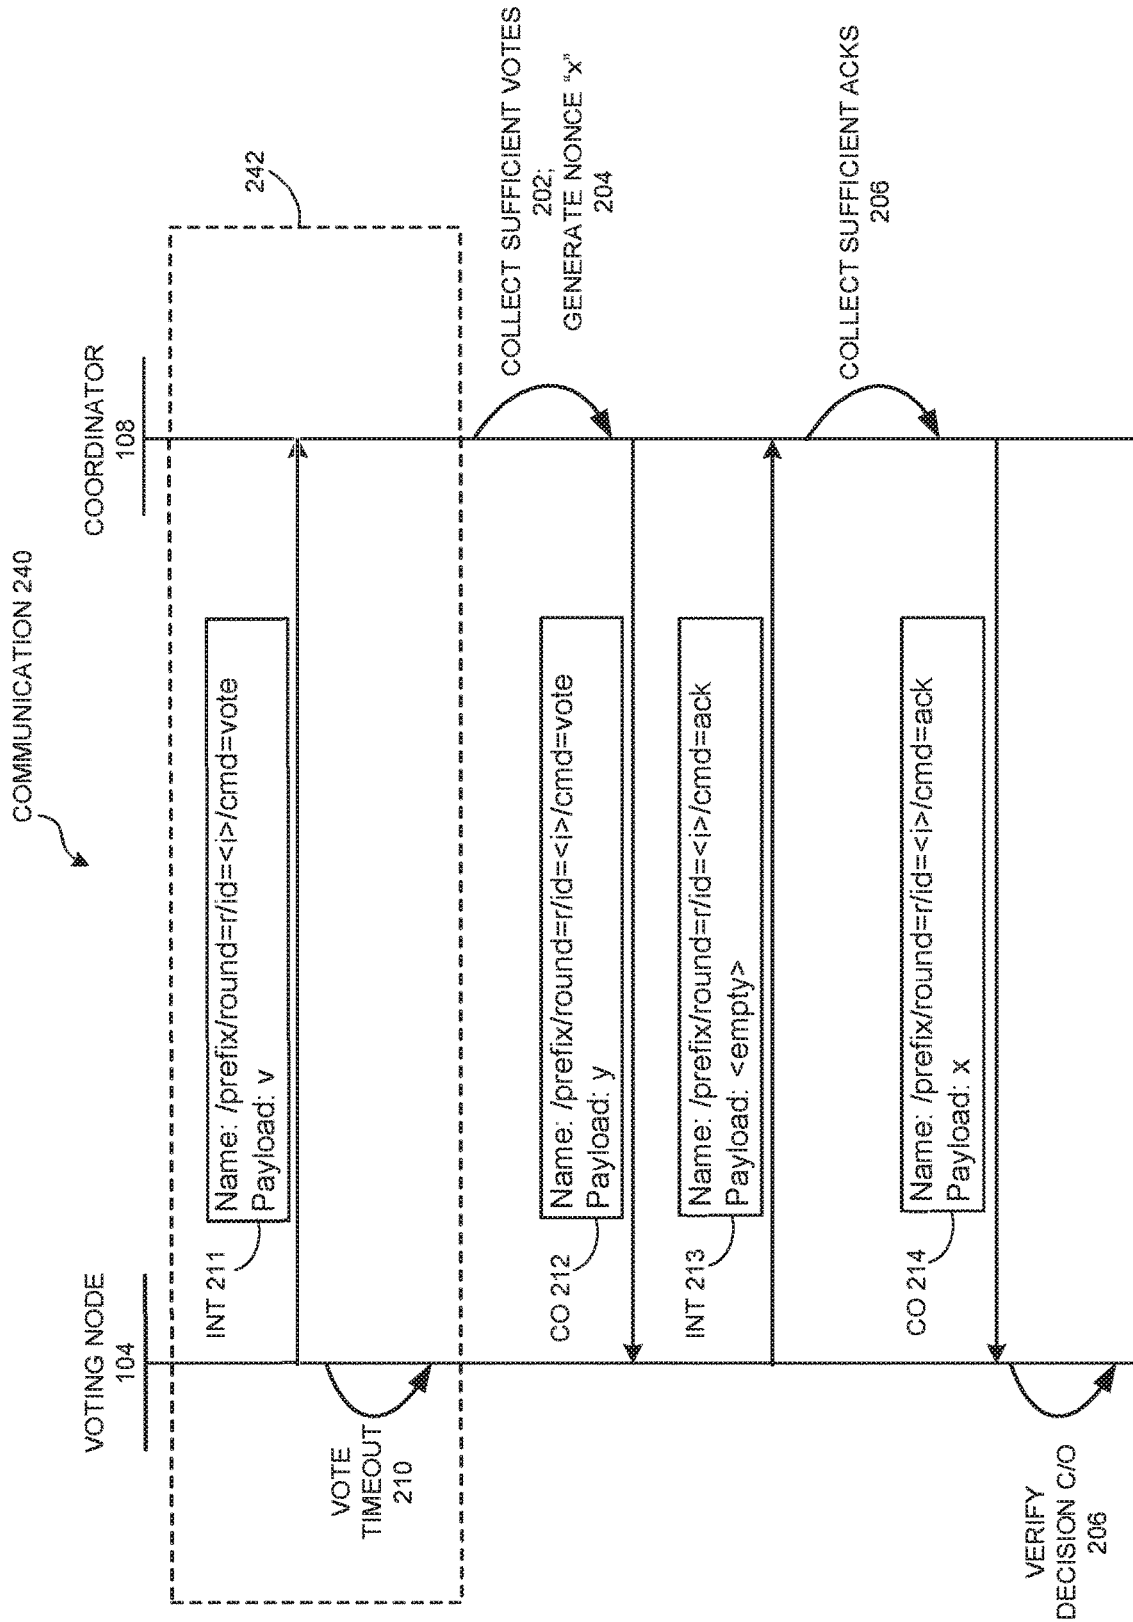 COMMUNICATION 240
VOTING NODE
104
COORDINATOR
108
242
INT 211
Name: /prefix/round=r/id=<i>/cmd=vote
Payload: v
VOTE
TIMEOUT
210
COLLECT SUFFICIENT VOTES
202;
GENERATE NONCE “x”
204
CO 212
Name: /prefix/round=r/id=<i>/cmd=vote
Payload: y
INT 213
Name: /prefix/round=r/id=<i>/cmd=ack
Payload: <empty>
COLLECT SUFFICIENT ACKS
206
CO 214
Name: /prefix/round=r/id=<i>/cmd=ack
Payload: x
VERIFY
DECISION C/O
206